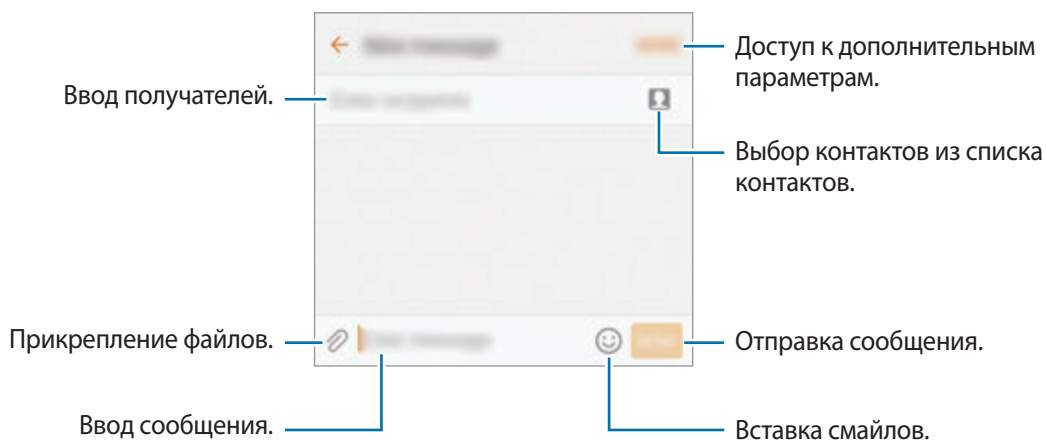 Доступ к дополнительным
параметрам.
Ввод получателей.
Выбор контактов из списка
контактов.
Прикрепление файлов.
Отправка сообщения.
Ввод сообщения.
Вставка смайлов.